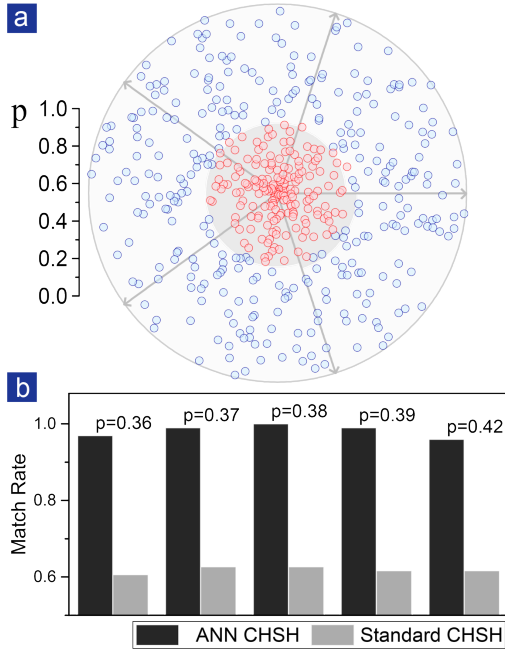 a
p
1.0
0.8
0.6
0.4
0.2
0.0
b
Match Rate
1.0
0.8
0.6
p=0.36
p=0.37
p=0.38
p=0.39
p=0.42
ANN CHSH
Standard CHSH